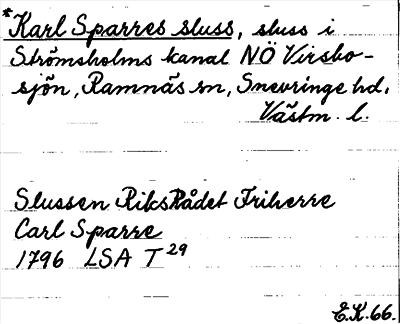 *Karl Sparres sluss, sluss i
Strömsholms kanal NÖ Virsbo-
sjön, Ramnäs sn, Snevringe hd,
Västm. l.
Slussen RiksRådet Friherre
Carl Sparre
1796 LSA T 29
E.K.66.